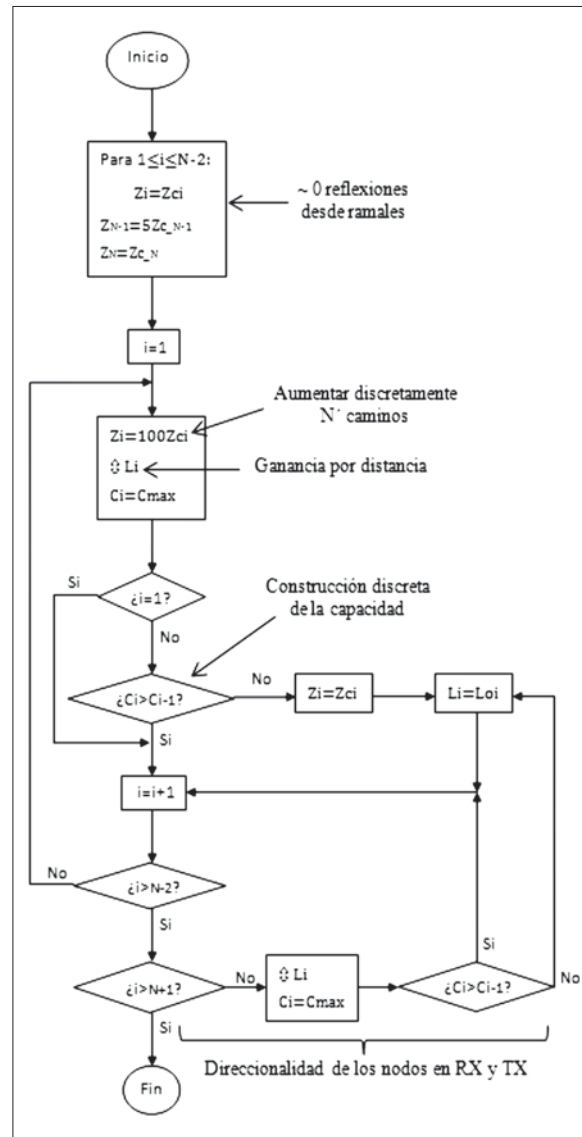 Inicio
Para 1≤i≤N-2:
Zi=Zci
ZN-1=5Zc_N-1
ZN=Zc_N
~ 0 reflexiones
desde ramales
i=1
Aumentar discretamente
N° caminos
Zi=100Zci
⇳ Li
Ci=Cmax
Ganancia por distancia
Si
¿i=1?
No
Construcción discreta
de la capacidad
¿Ci>Ci-1?
No
Zi=Zci
Li=Loi
Si
i=i+1
No
¿i>N-2?
Si
Si
¿i>N+1?
No
⇳ Li
Ci=Cmax
¿Ci>Ci-1?
No
Si
Direccionalidad de los nodos en RX y TX
Fin